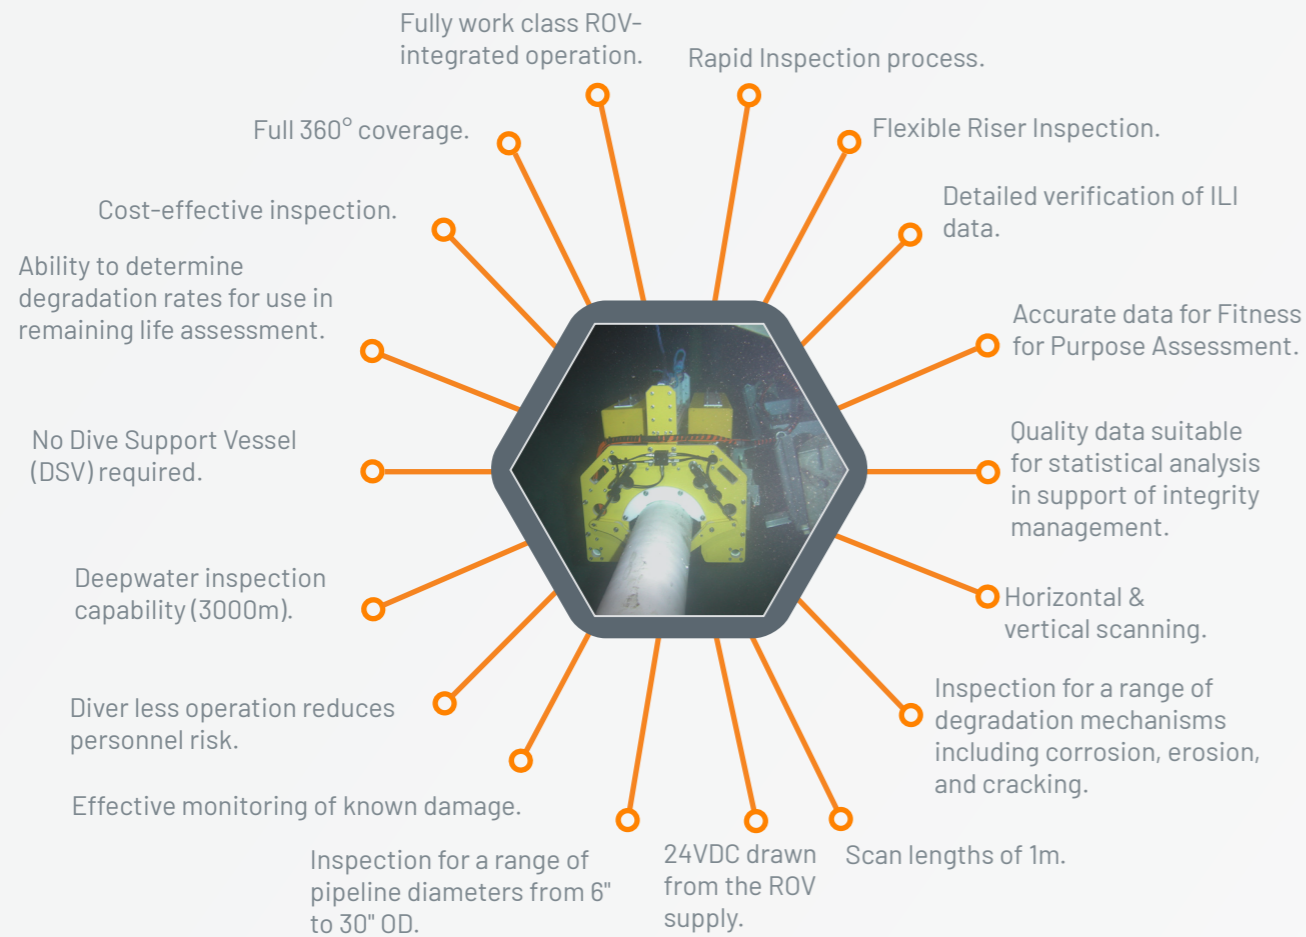 Fully work class ROV-
integrated operation.
Rapid Inspection process.
Full 360° coverage.
Flexible Riser Inspection.
Cost-effective inspection.
Detailed verification of ILI
data.
Ability to determine
degradation rates for use in
remaining life assessment.
Accurate data for Fitness
for Purpose Assessment.
No Dive Support Vessel
(DSV) required.
Quality data suitable
for statistical analysis
in support of integrity
management.
Deepwater inspection
capability (3000m).
Horizontal &
vertical scanning.
Diver less operation reduces
personnel risk.
Inspection for a range of
degradation mechanisms
including corrosion, erosion,
and cracking.
Effective monitoring of known damage.
Inspection for a range of
pipeline diameters from 6"
to 30" OD.
24VDC drawn
from the ROV
supply.
Scan lengths of 1m.